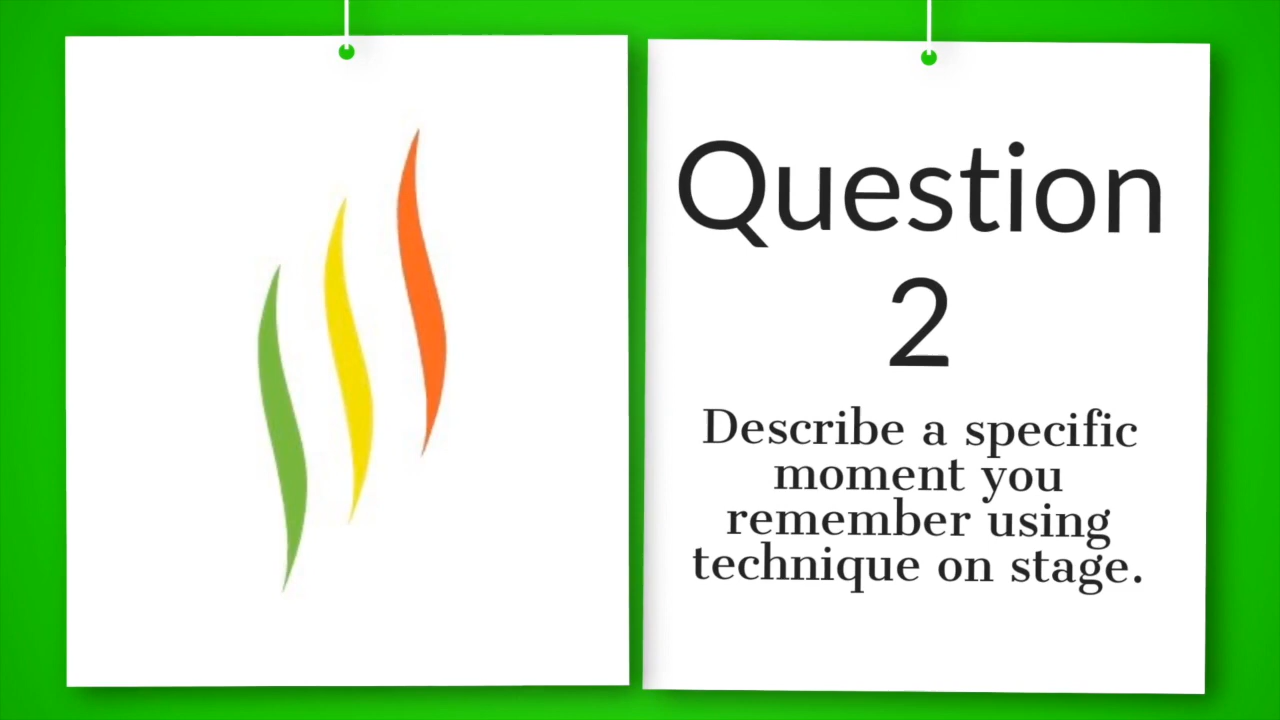 Question
2
Describe a specific
moment you
remember using
technique on stage.